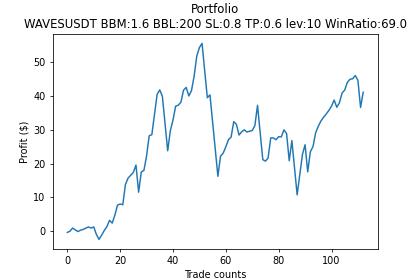 Portfolio
WAVESUSDT BBM:1.6 BBL:200 SL:0.8 TP:0.6 lev:10 WinRatio:69.0
50
40
30
20
10
0
Profit ($)
0 20 40 60 80 100
Trade counts